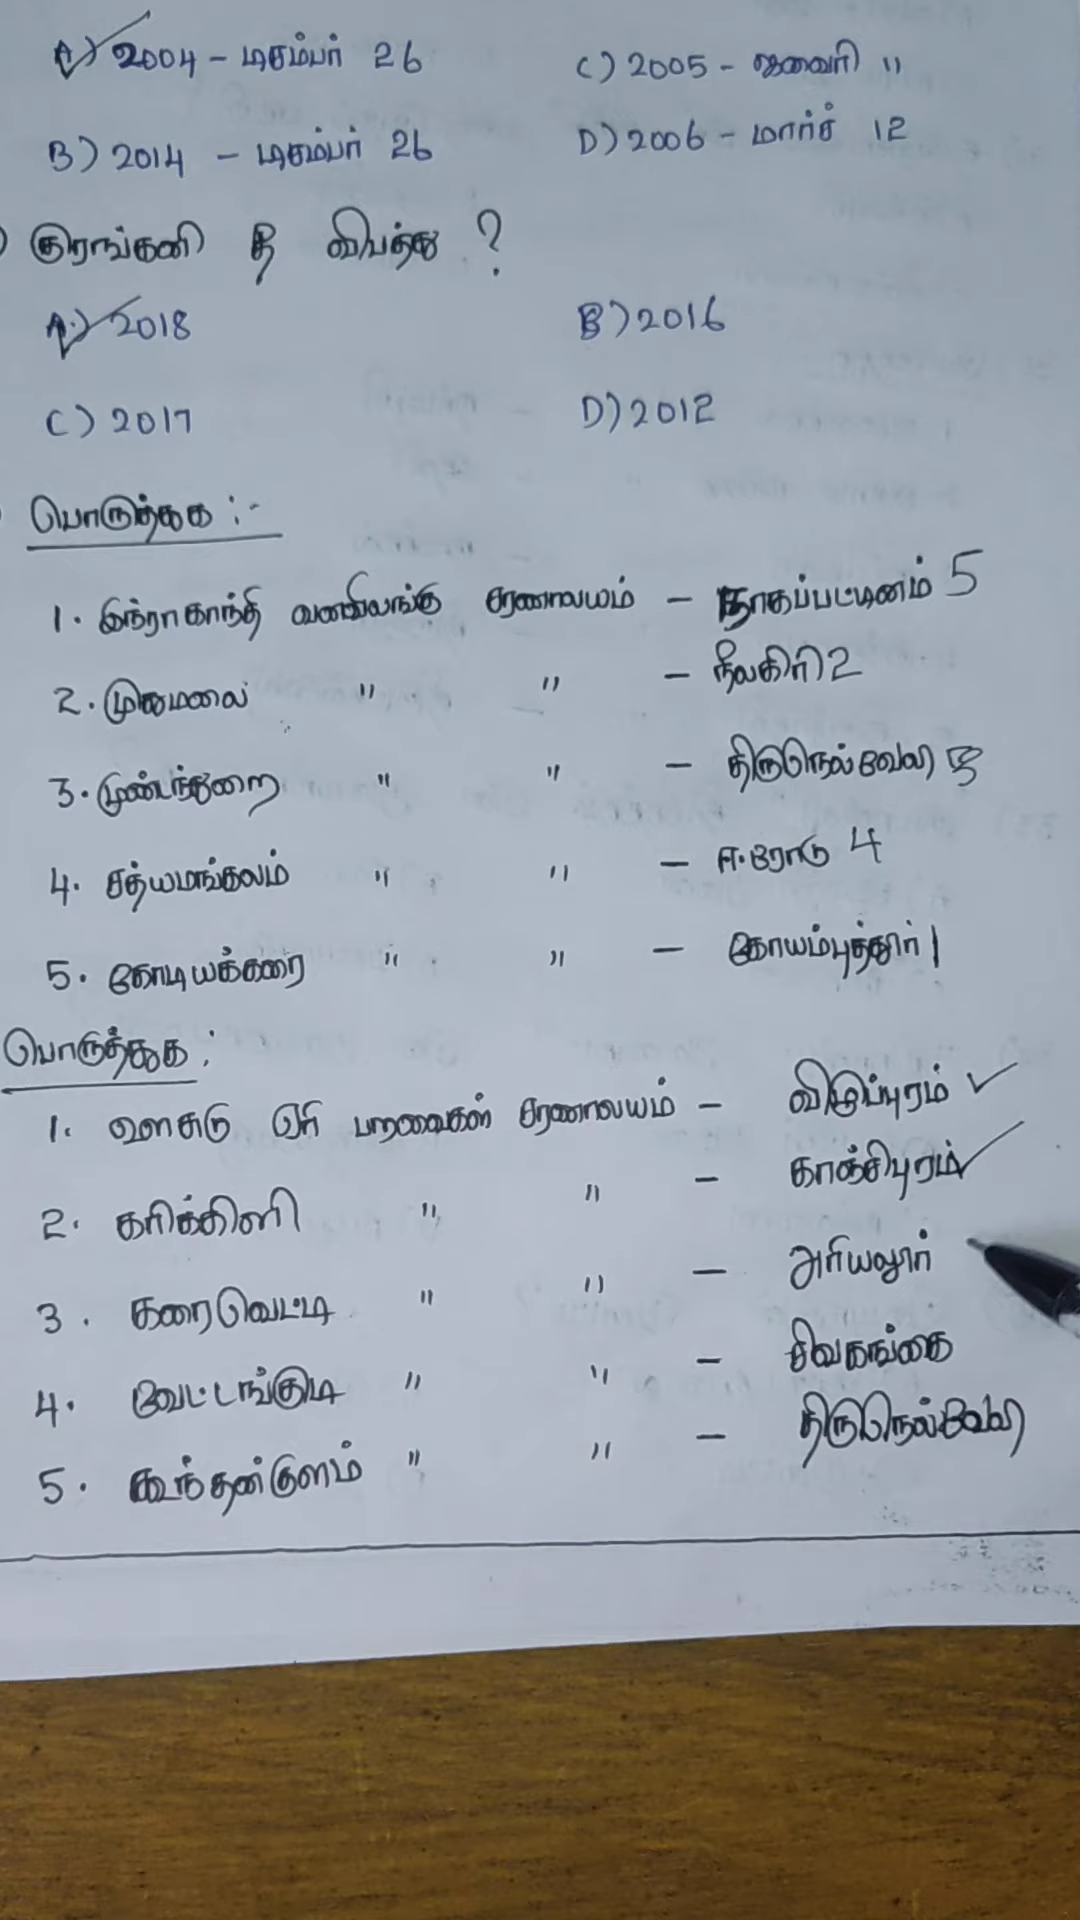 A) 2004 - டிசம்பர் 26 C) 2005 - ஜனவரி 11
B) 2014 - டிசம்பர் 26 D) 2006 - மார்ச் 12
) குரங்கனி தீ விபத்து ?
A) 2018 B) 2016
C) 2017 D) 2012
பொருத்துக :-
1. இந்ராகாந்தி வனவிலங்கு சரணாலயம் - நாகப்பட்டினம் 5
2. முதுமலை " " - நீலகிரி 2
3. முண்டந்துறை " " - திருநெல்வேலி 3
4. சத்யமங்கலம் " " - ஈ.ரோடு 4
5. கோடியக்கரை " " - கோயம்புத்தூர் 1
பொருத்துக :
1. ஊசுடு ஏரி பறவைகள் சரணாலயம் - விழுப்புரம் ✓
2. கரிக்கிளி " " - காஞ்சிபுரம் ✓
3. கரைவெட்டி " " - அரியலூர்
4. வேட்டங்குடி " " - சிவகங்கை
5. கூந்தன்குளம் " " - திருநெல்வேலி